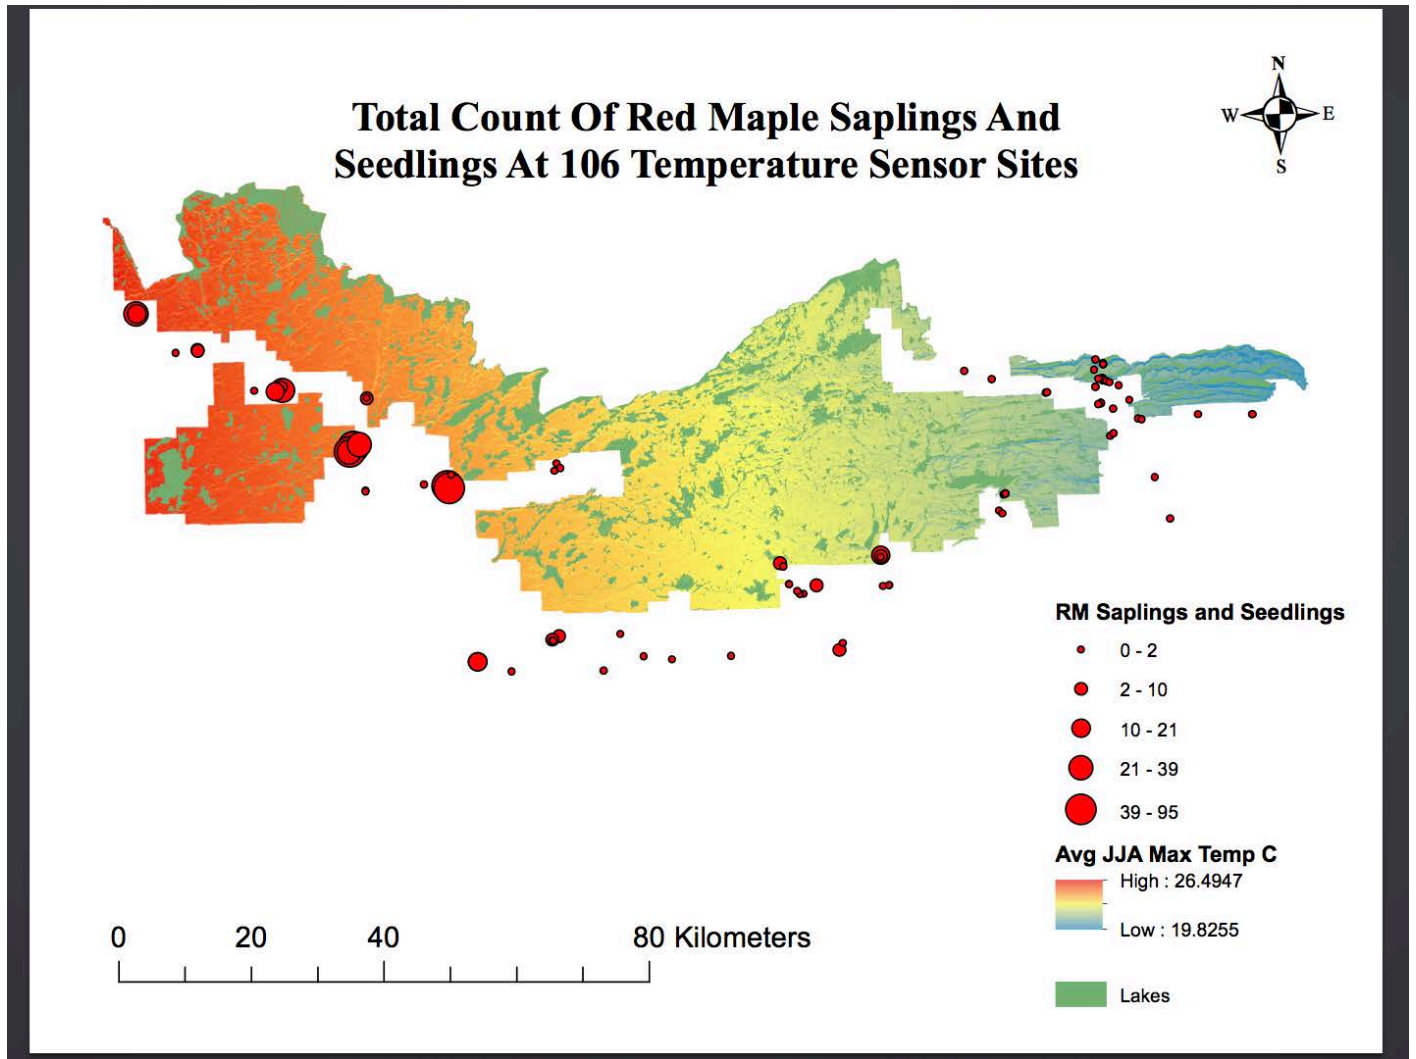 Total Count Of Red Maple Saplings And
Seedlings At 106 Temperature Sensor Sites
N
W E
S
RM Saplings and Seedlings
0 - 2
2 - 10
10 - 21
21 - 39
39 - 95
Avg JJA Max Temp C
High : 26.4947
Low : 19.8255
Lakes
0 20 40 80 Kilometers